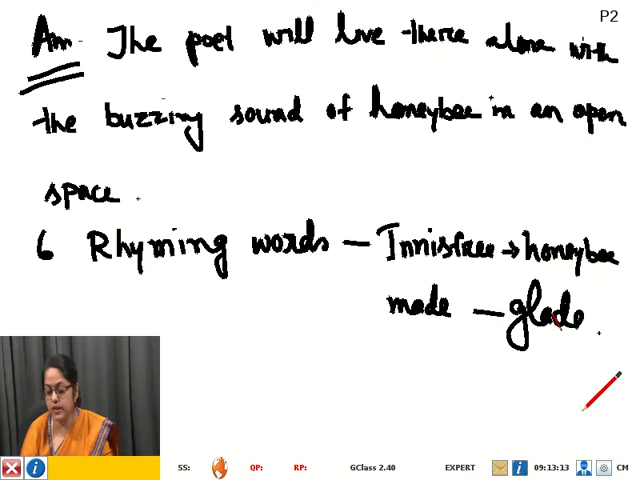 P2
Ans- The poet will live there alone with
the buzzing sound of honeybee in an open
space.
6 Rhyming words – Innisfree → honeybee
made — glade.
SS: QP: RP: GClass 2.40 EXPERT 09:13:13 CM